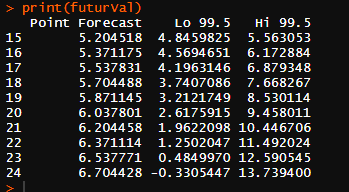 > print(futurVal)
   Point Forecast    Lo 99.5   Hi 99.5
15       5.204518  4.8459825  5.563053
16       5.371175  4.5694651  6.172884
17       5.537831  4.1963146  6.879348
18       5.704488  3.7407086  7.668267
19       5.871145  3.2121749  8.530114
20       6.037801  2.6175915  9.458011
21       6.204458  1.9622098 10.446706
22       6.371114  1.2502047 11.492024
23       6.537771  0.4849970 12.590545
24       6.704428 -0.3305447 13.739400
>